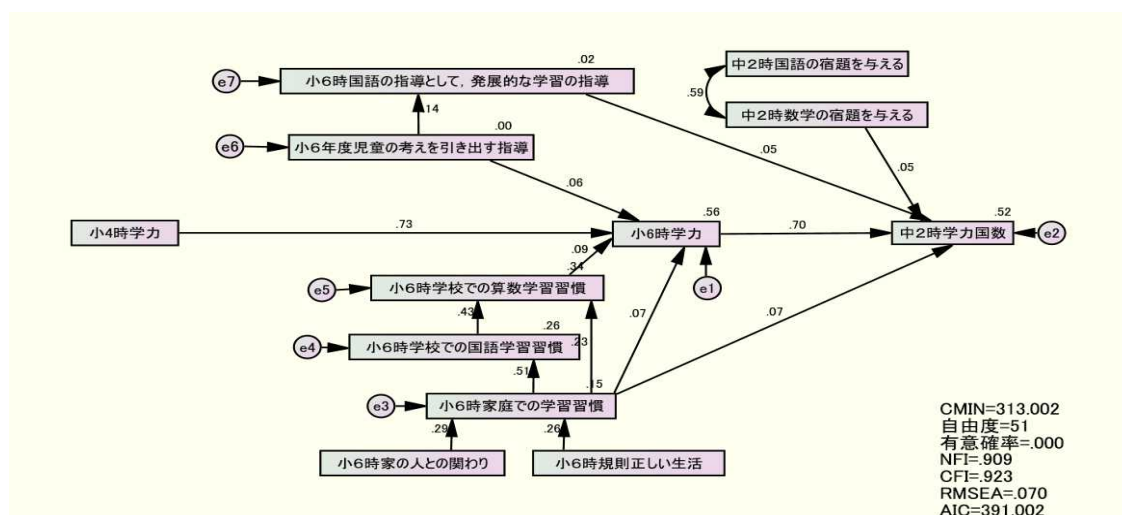 .02
e7
小6時国語の指導として，発展的な学習の指導
中2時国語の宿題を与える
.59
中2時数学の宿題を与える
.14
.00
e6
小6年度児童の考えを引き出す指導
.05
.05
.06
小4時学力
.73
.56
小6時学力
.70
.52
中2時学力国数
e2
.09
.34
e5
小6時学校での算数学習習慣
e1
.43
.26
.07
.07
e4
小6時学校での国語学習習慣
.23
.51
.15
e3
小6時家庭での学習習慣
.29
.26
小6時家の人との関わり
小6時規則正しい生活
CMIN=313.002
自由度=51
有意確率=.000
NFI=.909
CFI=.923
RMSEA=.070
AIC=391.002